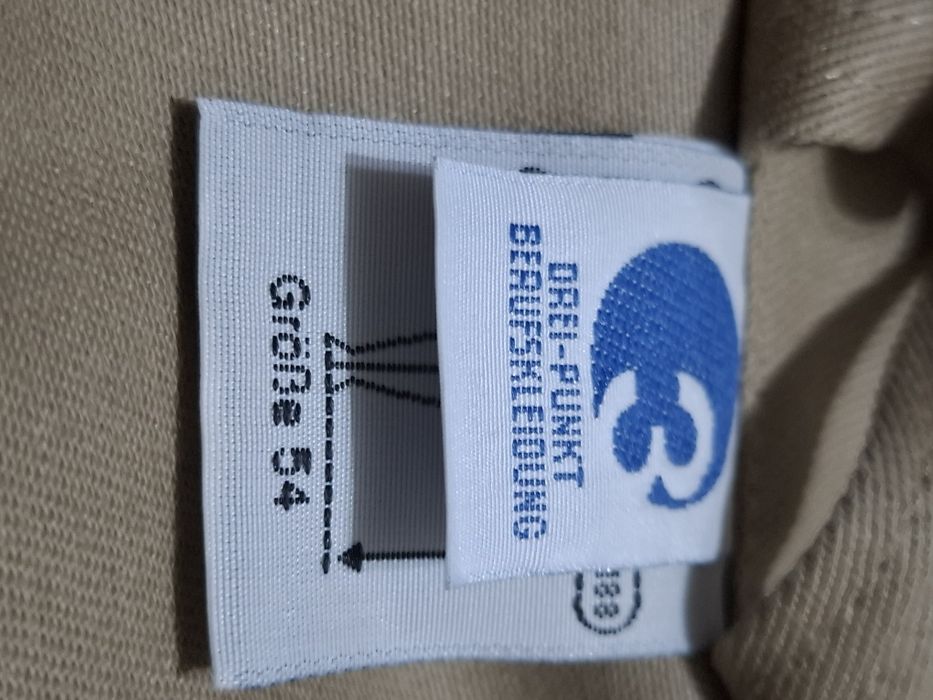 DREI-PUNKT
BERUFSKLEIDUNG
Größe 54